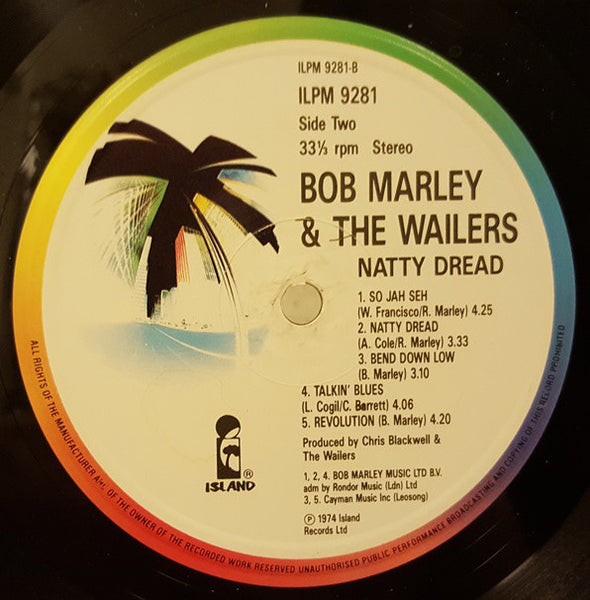 ILPM 9281-B
ILPM 9281
Side Two
33⅓ rpm Stereo
BOB MARLEY
& THE WAILERS
NATTY DREAD
1. SO JAH SEH
(W. Francisco/R. Marley) 4.25
2. NATTY DREAD
(A. Cole/R. Marley) 3.33
3. BEND DOWN LOW
(B. Marley) 3.10
4. TALKIN' BLUES
(L. Cogil/C. Barrett) 4.06
5. REVOLUTION (B. Marley) 4.20
Produced by Chris Blackwell &
The Wailers
1, 2, 4. BOB MARLEY MUSIC LTD B.V.
adm by Rondor Music (Ldn) Ltd
3, 5. Cayman Music Inc (Leosong)
℗ 1974 Island
Records Ltd
®
ISLAND
ALL RIGHTS OF THE MANUFACTURER AND OF THE OWNER OF THE RECORDED WORK RESERVED UNAUTHORISED PUBLIC PERFORMANCE BROADCASTING AND COPYING OF THIS RECORD PROHIBITED